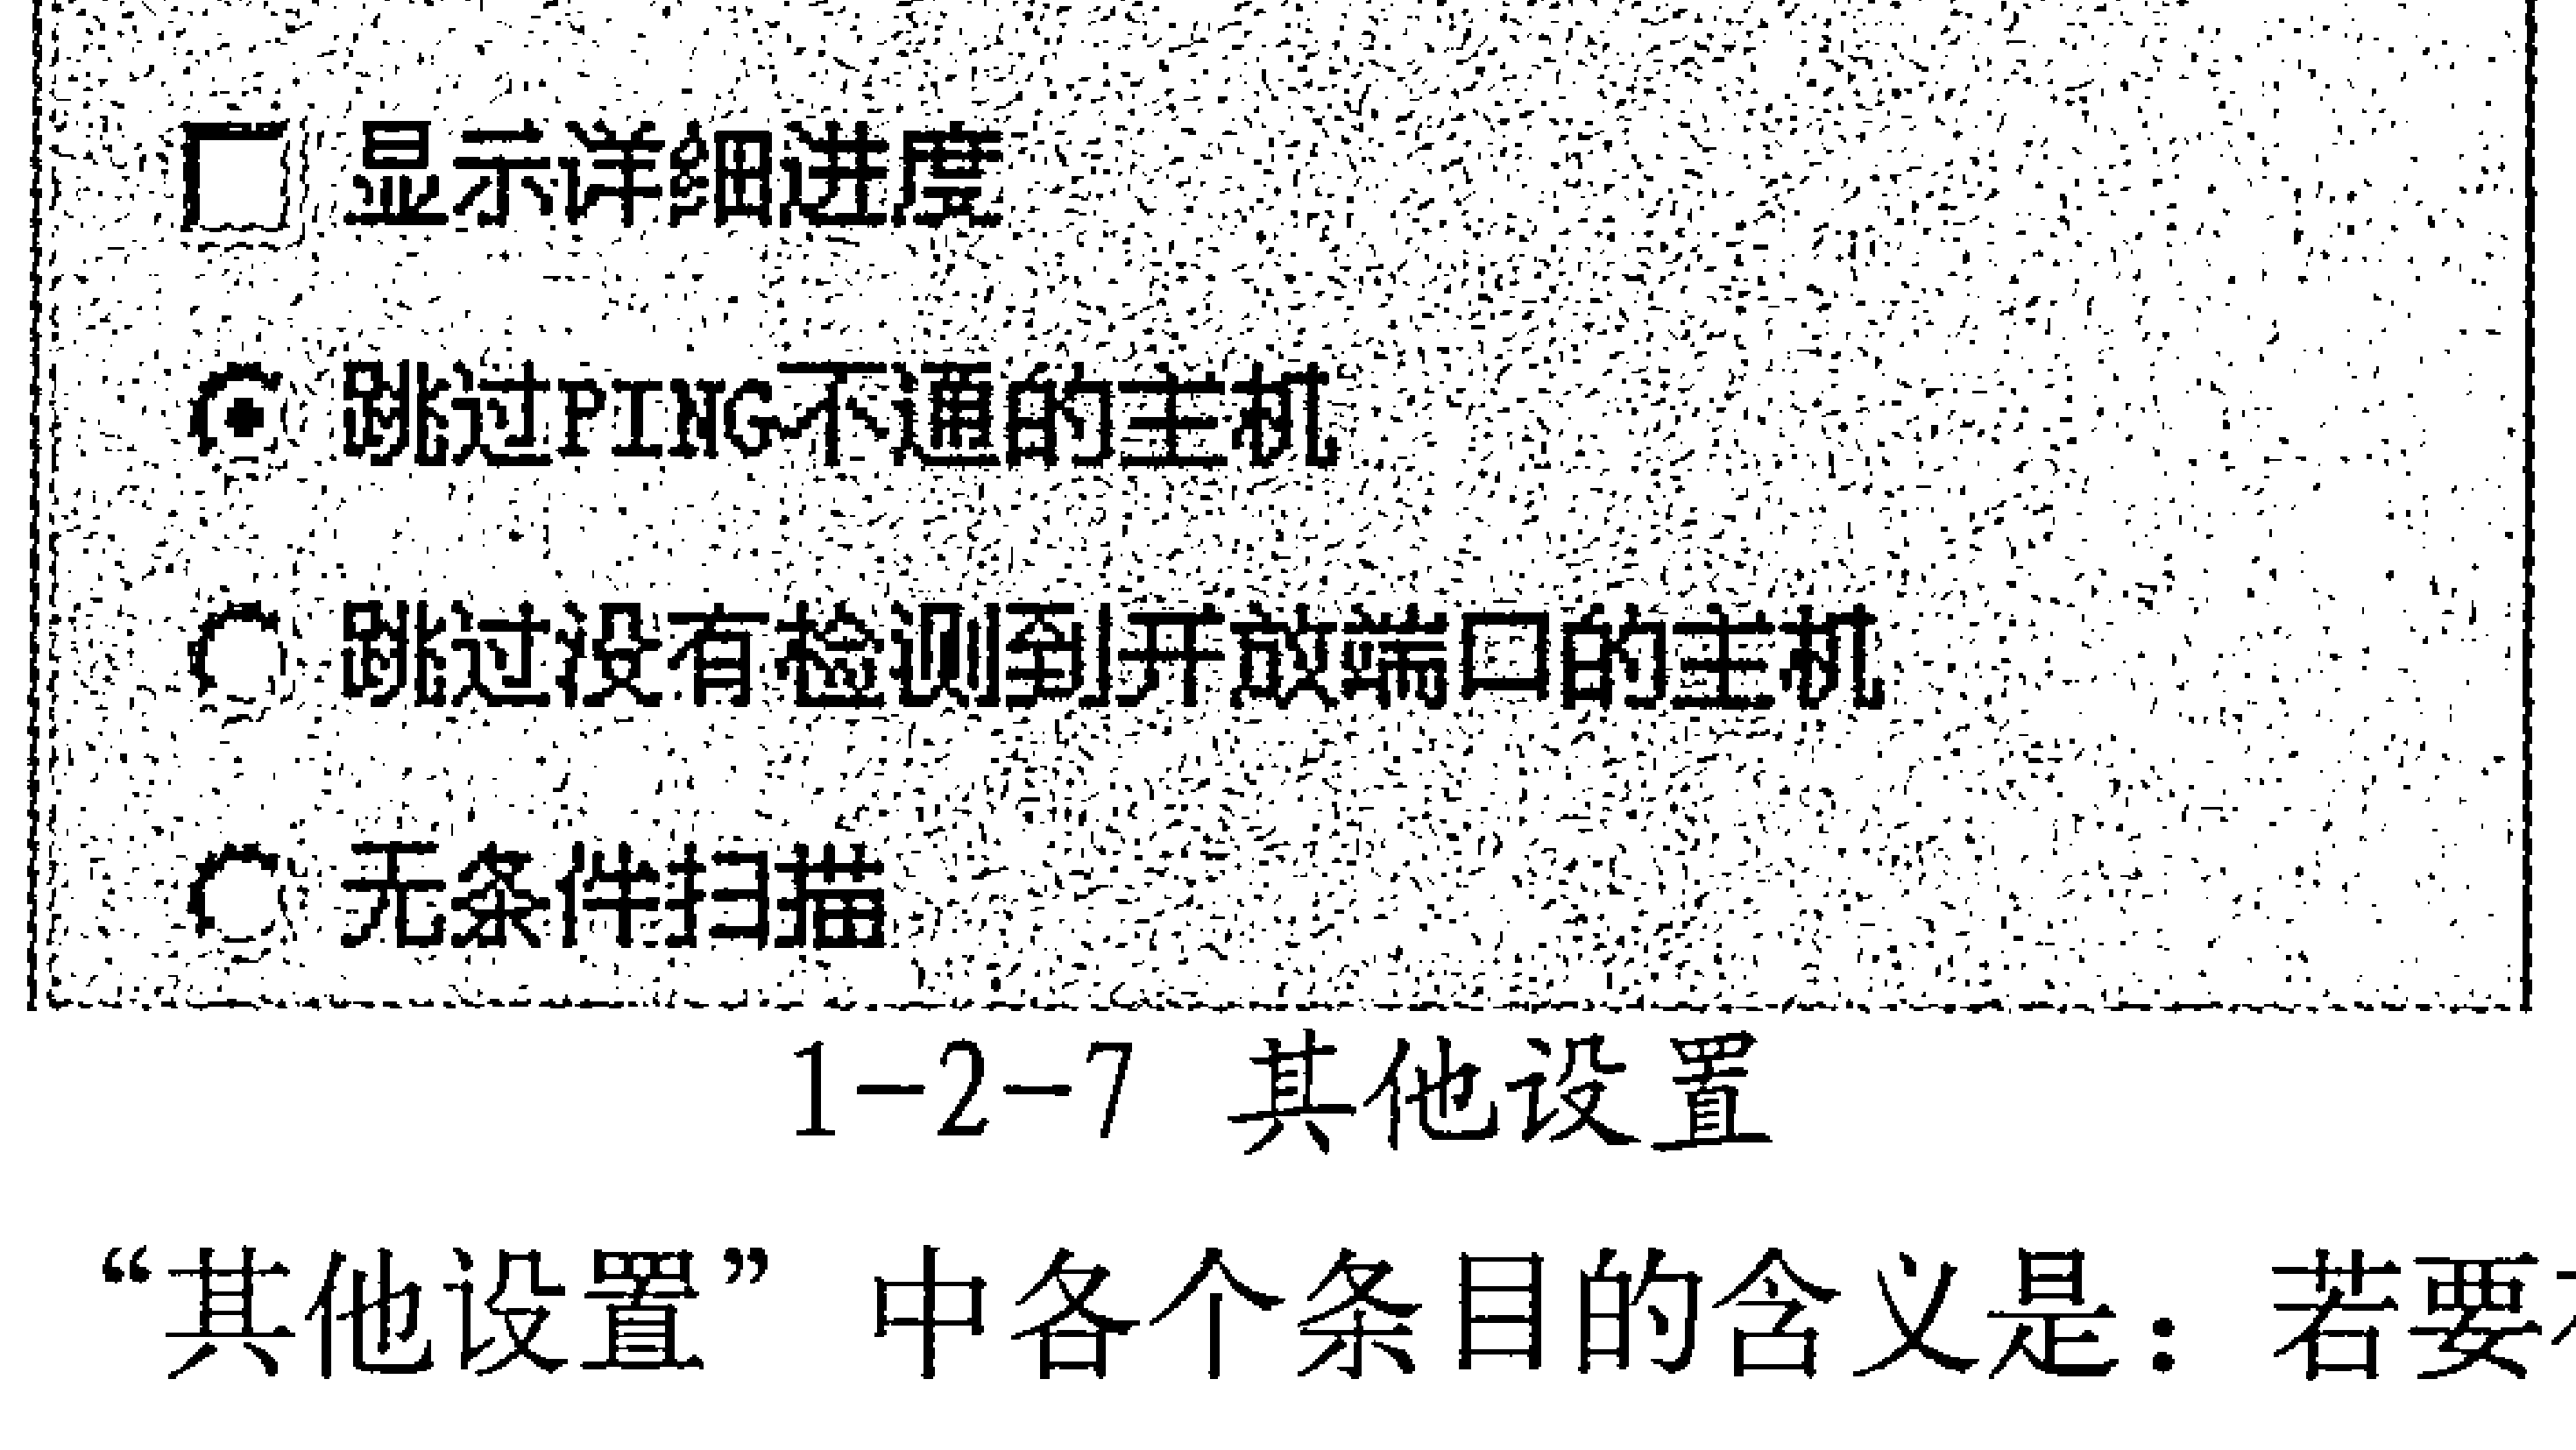 显示详细进度
跳过PING不通的主机
跳过没有检测到开放端口的主机
无条件扫描
1-2-7 其他设置
“其他设置”中各个条目的含义是：若要